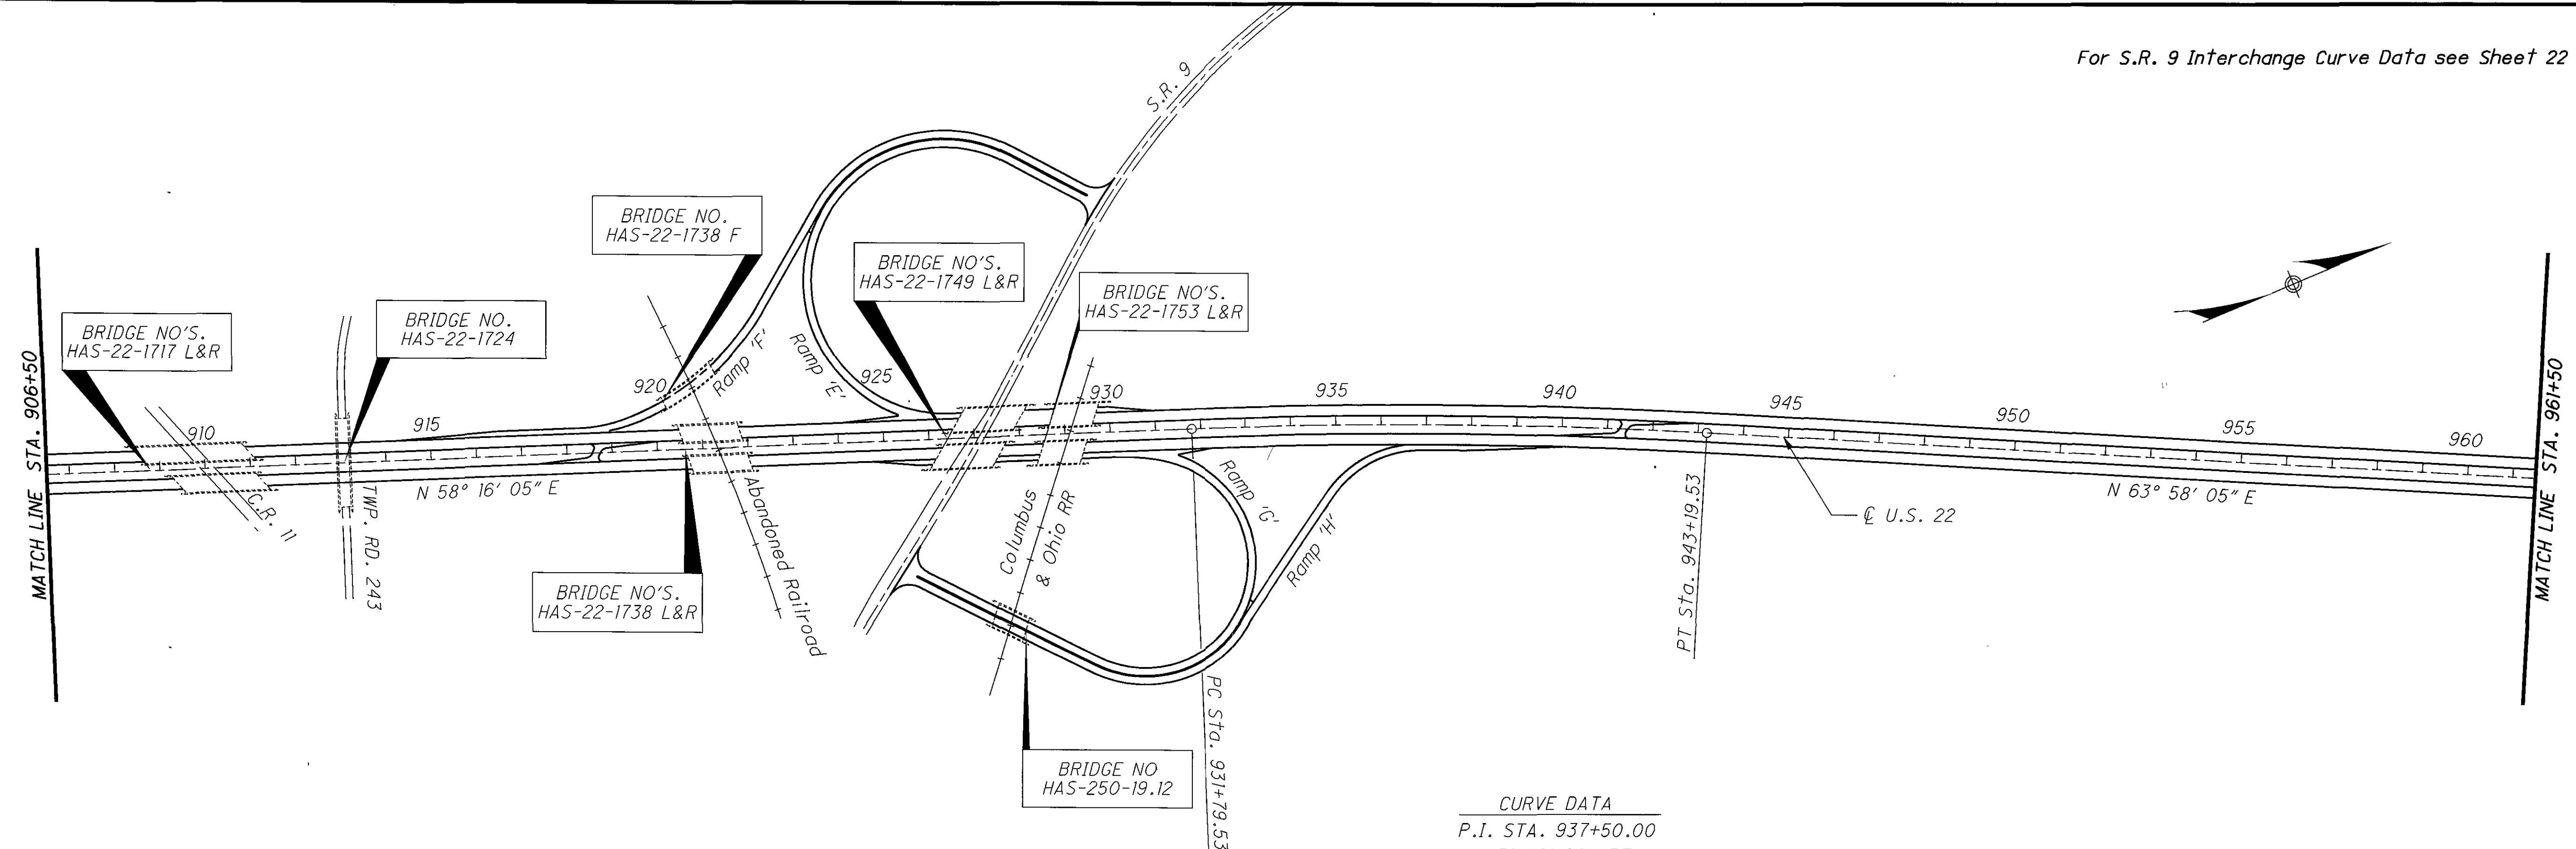 For S.R. 9 Interchange Curve Data see Sheet 22
S.R. 9
BRIDGE NO.
HAS-22-1738 F
BRIDGE NO'S.
HAS-22-1749 L&R
BRIDGE NO'S.
HAS-22-1753 L&R
BRIDGE NO'S.
HAS-22-1717 L&R
BRIDGE NO.
HAS-22-1724
MATCH LINE STA. 906+50
910
915
920
925
930
935
940
945
950
955
960
MATCH LINE STA. 961+50
Ramp 'F'
Ramp 'E'
C.R. 11
TWP. RD. 243
N 58° 16' 05" E
Abandoned Railroad
Columbus
& Ohio RR
Ramp 'G'
Ramp 'H'
PT Sta. 943+19.53
℄ U.S. 22
N 63° 58' 05" E
BRIDGE NO'S.
HAS-22-1738 L&R
PC Sta. 931+79.53
BRIDGE NO
HAS-250-19.12
CURVE DATA
P.I. STA. 937+50.00